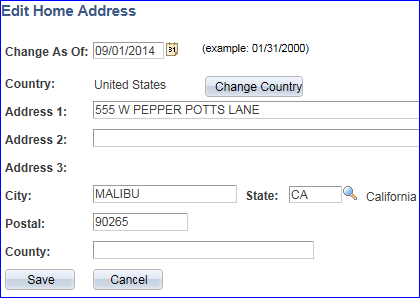 Edit Home Address
Change As Of: 09/01/2014 31 (example: 01/31/2000)
Country: United States Change Country
Address 1: 555 W PEPPER POTTS LANE
Address 2:
Address 3:
City: MALIBU State: CA California
Postal: 90265
County:
Save Cancel